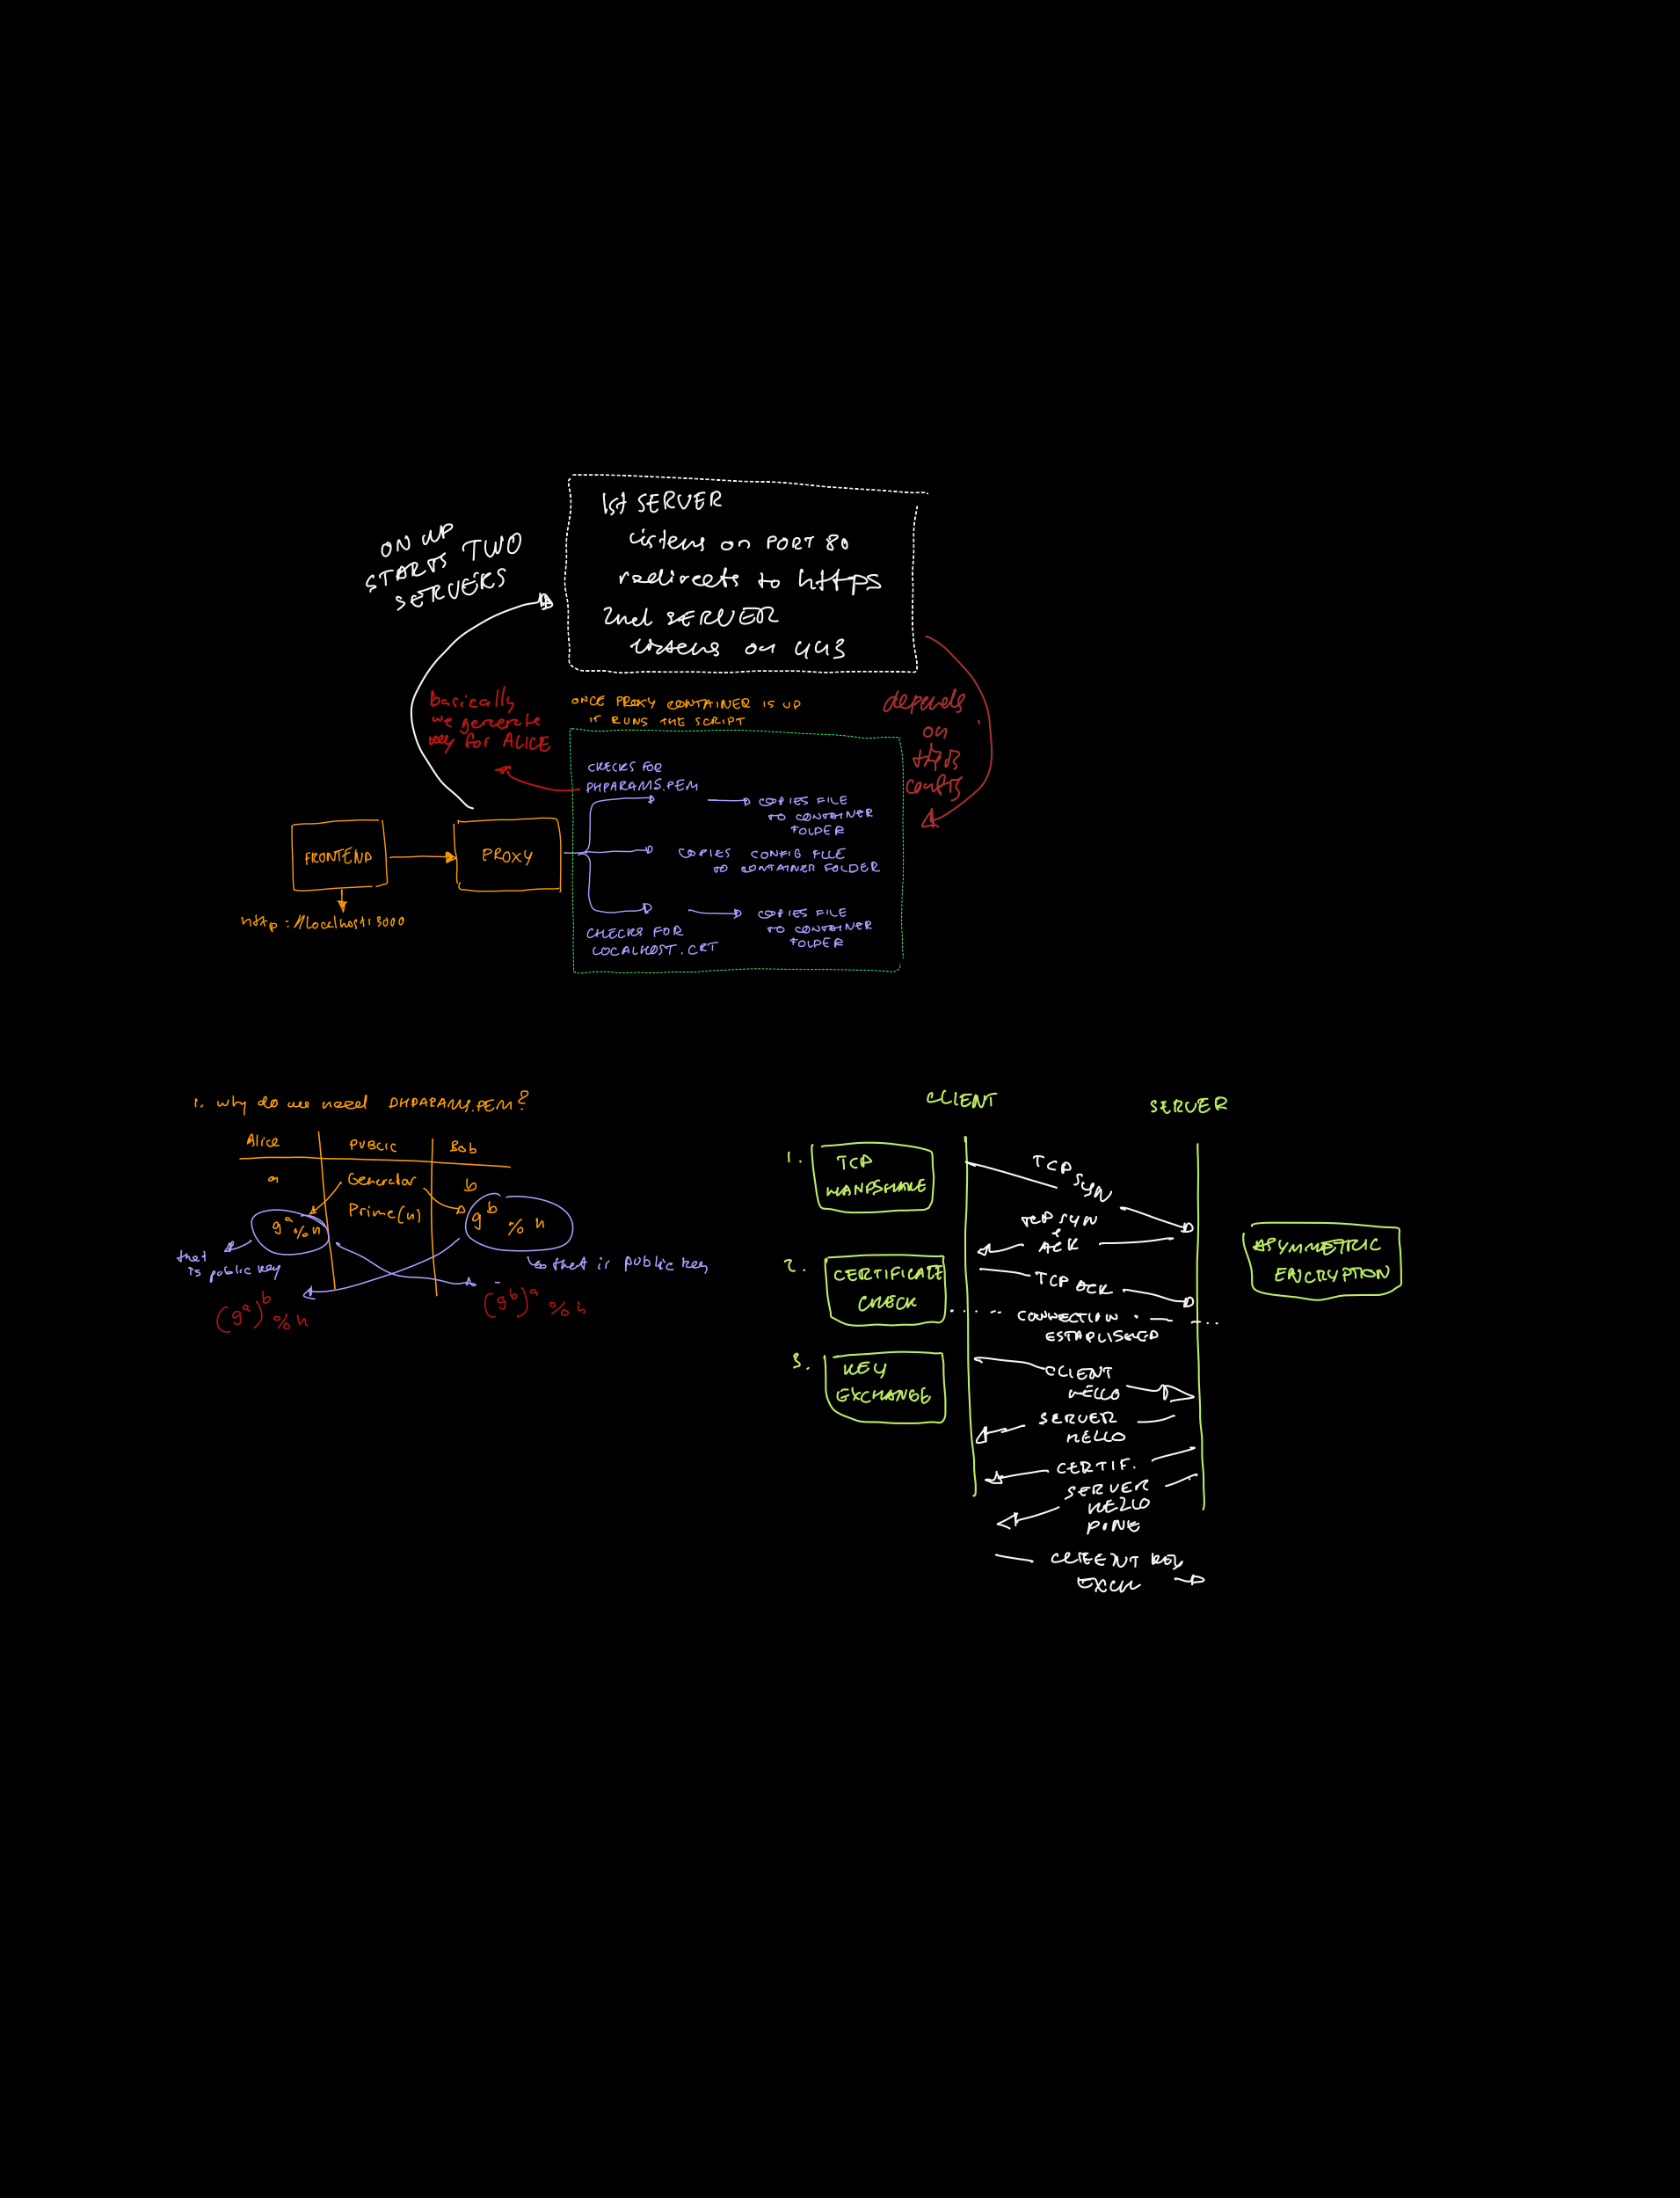 ON UP
STARTS TWO
SERVERS
1st SERVER
listens on PORT 80
redirects to https
2nd SERVER
listens on 443
basically
we generate
key for ALICE
ONCE PROXY CONTAINER IS UP
IT RUNS THE SCRIPT
depends
on
config
CHECKS FOR
DHPARAMS.PEM
COPIES FILE
TO CONTAINER
FOLDER
FRONTEND
PROXY
COPIES CONFIG FILE
TO CONTAINER FOLDER
http://localhost:3000
CHECKS FOR
LOCALHOST.CRT
COPIES FILE
TO CONTAINER
FOLDER
1. why do we need DHPARAMS.PEM?
Alice PUBLIC Bob
a Generator b
Prime(n)
g^a % n
g^b % n
that
is public key
that is public key
(g^a)^b % n
(g^b)^a % n
CLIENT SERVER
1. TCP
HANDSHAKE
2. CERTIFICATE
CHECK
3. KEY
EXCHANGE
TCP SYN
TCP SYN
&
ACK
TCP ACK
CONNECTION
ESTABLISHED
CLIENT
HELLO
SERVER
HELLO
CERTIF.
SERVER
HELLO
DONE
CLIEENT KEY
EXCH
ASYMMETRIC
ENCRYPTION